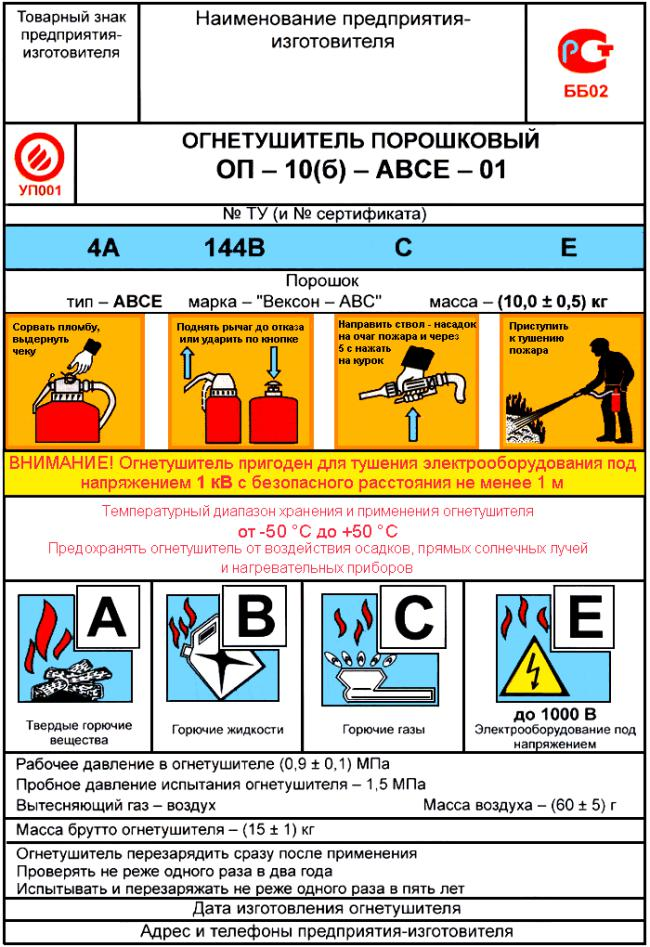 Товарный знак
предприятия-
изготовителя
Наименование предприятия-
изготовителя
РСТ
ББ02
УП001
ОГНЕТУШИТЕЛЬ ПОРОШКОВЫЙ
ОП – 10(б) – АВСЕ – 01
№ ТУ (и № сертификата)
4А 144В С Е
Порошок
тип – АВСЕ марка – "Вексон – АВС" масса – (10,0 ± 0,5) кг
Сорвать пломбу,
выдернуть
чеку
Поднять рычаг до отказа
или ударить по кнопке
Направить ствол - насадок
на очаг пожара и через
5 с нажать
на курок
Приступить
к тушению
пожара
ВНИМАНИЕ! Огнетушитель пригоден для тушения электрооборудования под
напряжением 1 кВ с безопасного расстояния не менее 1 м
Температурный диапазон хранения и применения огнетушителя
от -50 °С до +50 °С
Предохранять огнетушитель от воздействия осадков, прямых солнечных лучей
и нагревательных приборов
А
Твердые горючие
вещества
В
Горючие жидкости
С
Горючие газы
Е
до 1000 В
Электрооборудование под
напряжением
Рабочее давление в огнетушителе (0,9 ± 0,1) МПа
Пробное давление испытания огнетушителя – 1,5 МПа
Вытесняющий газ – воздух Масса воздуха – (60 ± 5) г
Масса брутто огнетушителя – (15 ± 1) кг
Огнетушитель перезарядить сразу после применения
Проверять не реже одного раза в два года
Испытывать и перезаряжать не реже одного раза в пять лет
Дата изготовления огнетушителя
Адрес и телефоны предприятия-изготовителя